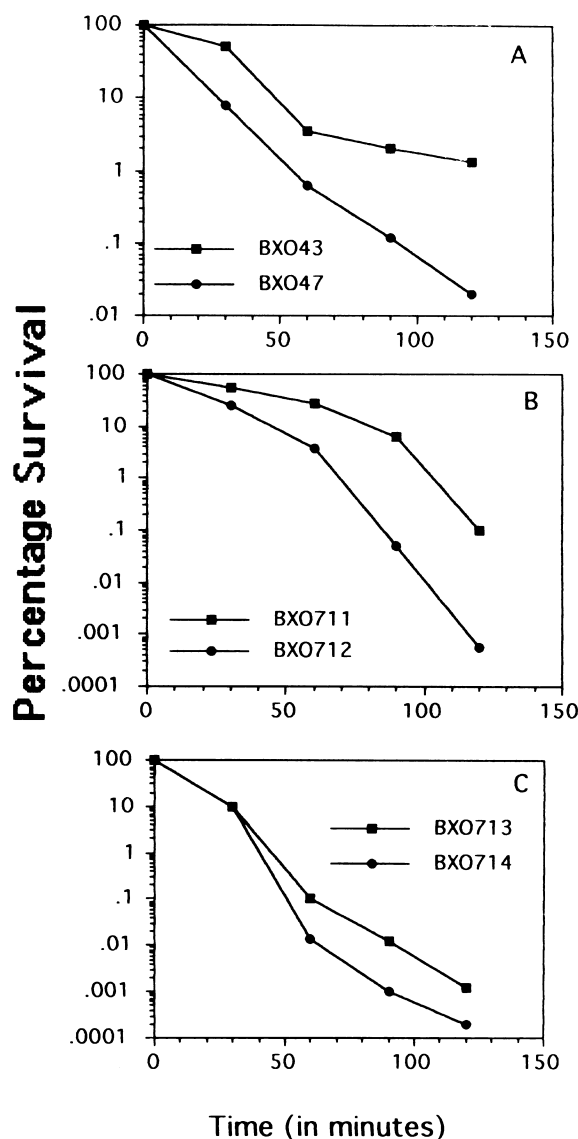 Percentage Survival
100
10
1
.1
.01
A
BXO43
BXO47
0 50 100 150
100
10
1
.1
.01
.001
.0001
B
BXO711
BXO712
0 50 100 150
100
10
1
.1
.01
.001
.0001
C
BXO713
BXO714
0 50 100 150
Time (in minutes)